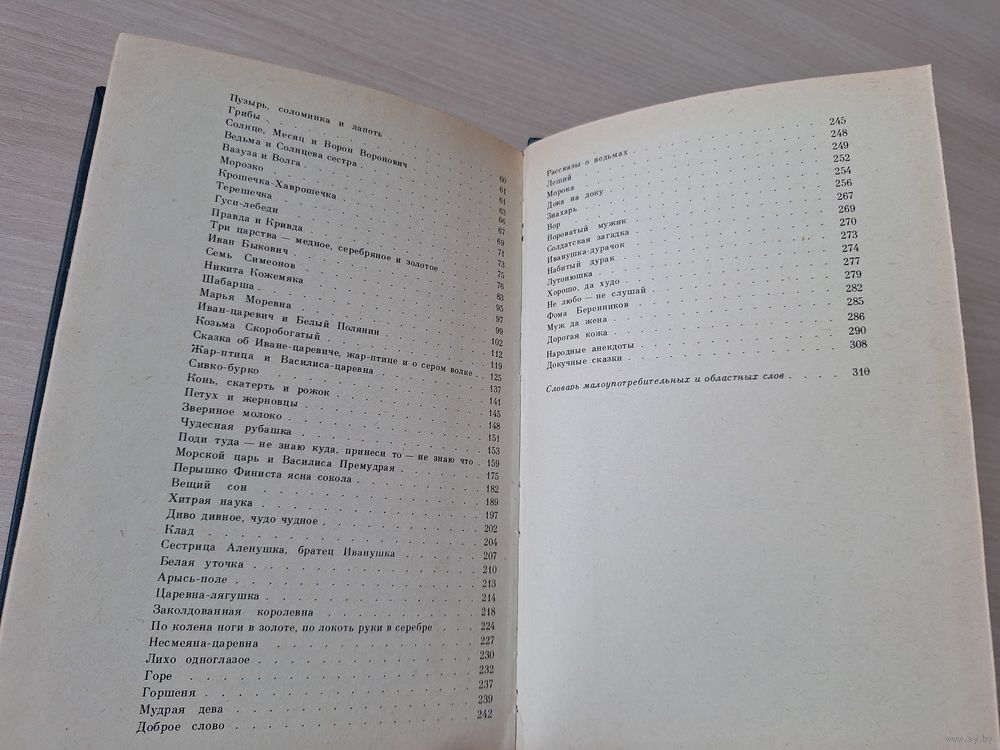 Пузырь, соломинка и лапоть . . . 60
Грибы . . . 61
Солнце, Месяц и Ворон Воронович . . . 61
Ведьма и Солнцева сестра . . . 63
Вазуза и Волга . . . 66
Морозко . . . 67
Крошечка-Хаврошечка . . . 69
Терешечка . . . 71
Гуси-лебеди . . . 73
Правда и Кривда . . . 75
Три царства — медное, серебряное и золотое . . . 76
Иван Быкович . . . 83
Семь Симеонов . . . 95
Никита Кожемяка . . . 97
Шабарша . . . 99
Марья Моревна . . . 102
Иван-царевич и Белый Полянин . . . 112
Козьма Скоробогатый . . . 119
Сказка об Иване-царевиче, жар-птице и о сером волке . 125
Жар-птица и Василиса-царевна . . . 137
Сивко-бурко . . . 141
Конь, скатерть и рожок . . . 145
Петух и жерновцы . . . 148
Звериное молоко . . . 151
Чудесная рубашка . . . 153
Поди туда — не знаю куда, принеси то — не знаю что . 159
Морской царь и Василиса Премудрая . . . 175
Перышко Финиста ясна сокола . . . 182
Вещий сон . . . 189
Хитрая наука . . . 197
Диво дивное, чудо чудное . . . 202
Клад . . . 204
Сестрица Аленушка, братец Иванушка . . . 207
Белая уточка . . . 210
Арысь-поле . . . 213
Царевна-лягушка . . . 214
Заколдованная королевна . . . 218
По колена ноги в золоте, по локоть руки в серебре . . . 224
Несмеяна-царевна . . . 227
Лихо одноглазое . . . 230
Горе . . . 232
Горшеня . . . 237
Мудрая дева . . . 239
Доброе слово . . . 242
Рассказы о ведьмах . . . 245
Леший . . . 248
Морока . . . 249
Дока на доку . . . 252
Знахарь . . . 254
Вор . . . 256
Вороватый мужик . . . 267
Солдатская загадка . . . 269
Иванушка-дурачок . . . 270
Набитый дурак . . . 273
Лутонюшка . . . 274
Хорошо, да худо . . . 277
Не любо — не слушай . . . 279
Фома Беренников . . . 282
Муж да жена . . . 285
Дорогая кожа . . . 286
Народные анекдоты . . . 290
Докучные сказки . . . 308
Словарь малоупотребительных и областных слов . . . 310
www.ay.by